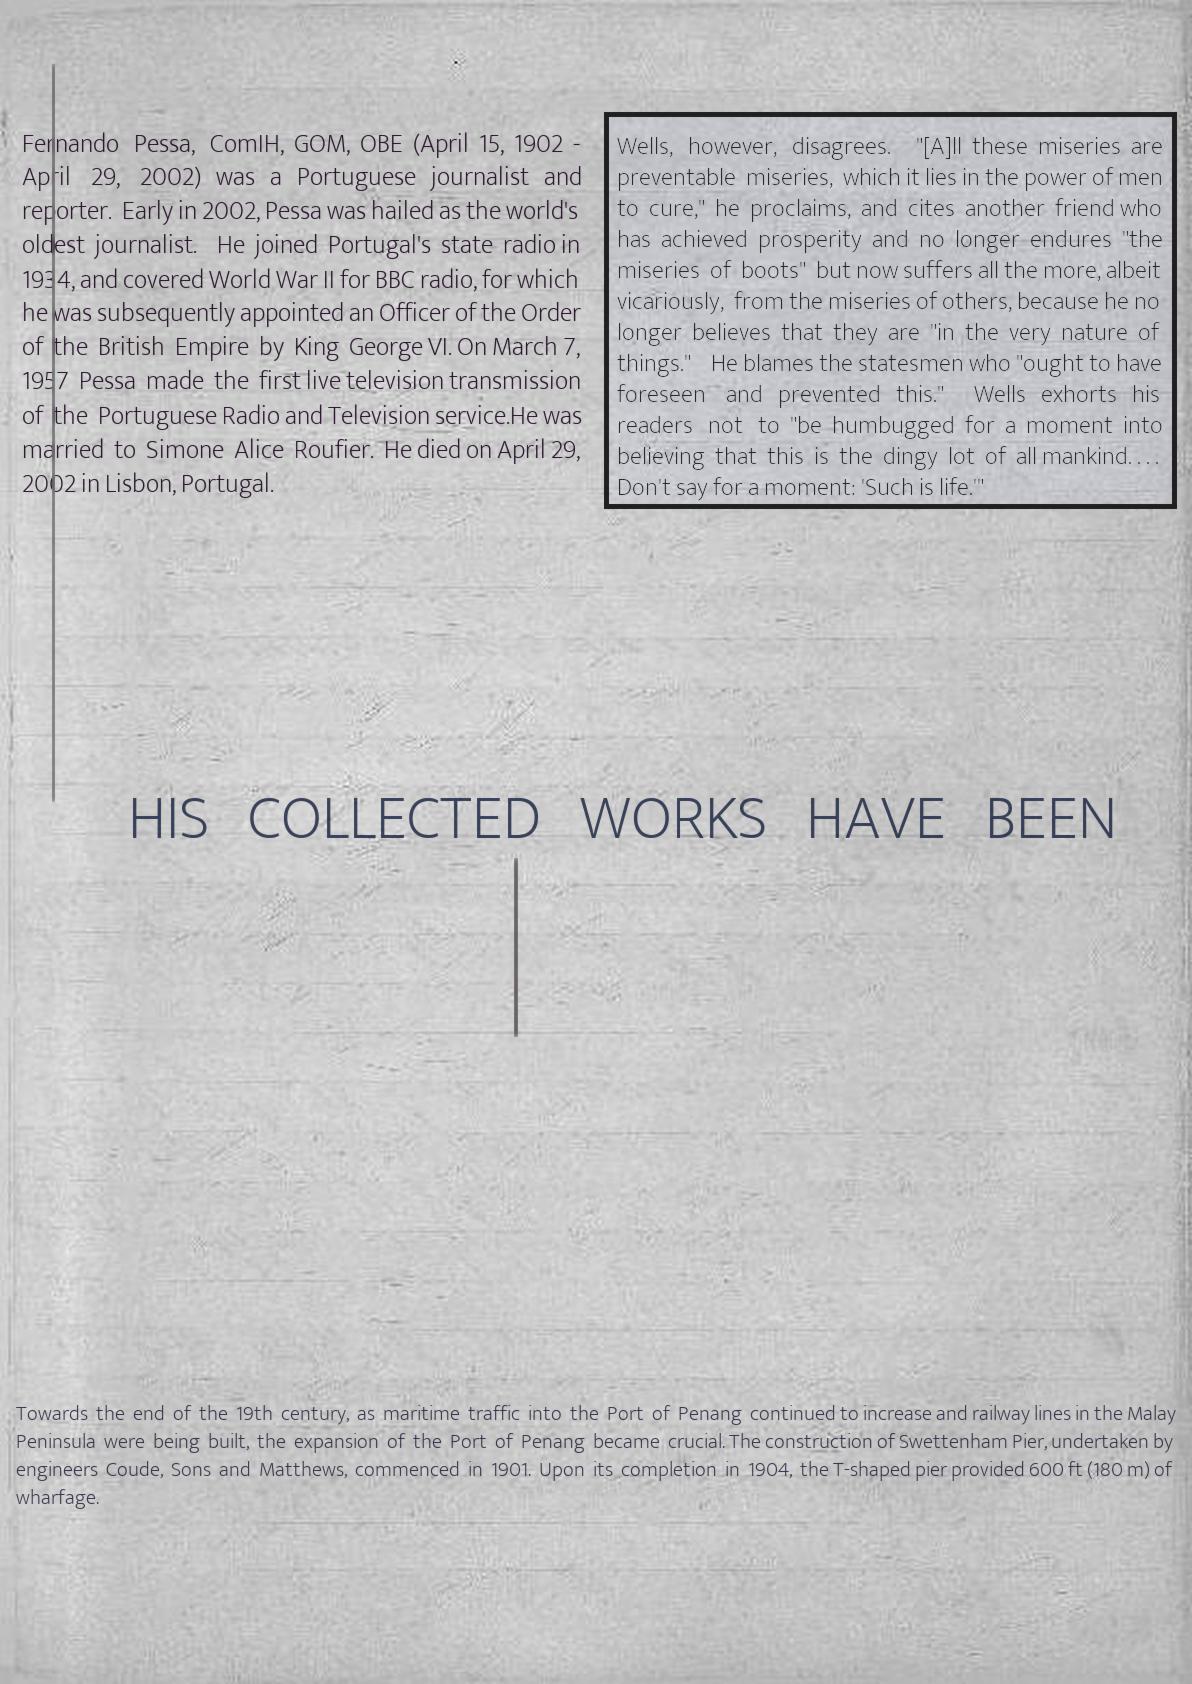 Fernando Pessa, ComIH, GOM, OBE (April 15, 1902 -
April 29, 2002) was a Portuguese journalist and
reporter. Early in 2002, Pessa was hailed as the world's
oldest journalist. He joined Portugal's state radio in
1934, and covered World War II for BBC radio, for which
he was subsequently appointed an Officer of the Order
of the British Empire by King George VI. On March 7,
1957 Pessa made the first live television transmission
of the Portuguese Radio and Television service.He was
married to Simone Alice Roufier. He died on April 29,
2002 in Lisbon, Portugal.
Wells, however, disagrees. "[A]ll these miseries are
preventable miseries, which it lies in the power of men
to cure," he proclaims, and cites another friend who
has achieved prosperity and no longer endures "the
miseries of boots" but now suffers all the more, albeit
vicariously, from the miseries of others, because he no
longer believes that they are "in the very nature of
things." He blames the statesmen who "ought to have
foreseen and prevented this." Wells exhorts his
readers not to "be humbugged for a moment into
believing that this is the dingy lot of all mankind. . . .
Don't say for a moment: 'Such is life.'"
HIS COLLECTED WORKS HAVE BEEN
Towards the end of the 19th century, as maritime traffic into the Port of Penang continued to increase and railway lines in the Malay
Peninsula were being built, the expansion of the Port of Penang became crucial. The construction of Swettenham Pier, undertaken by
engineers Coude, Sons and Matthews, commenced in 1901. Upon its completion in 1904, the T-shaped pier provided 600 ft (180 m) of
wharfage.